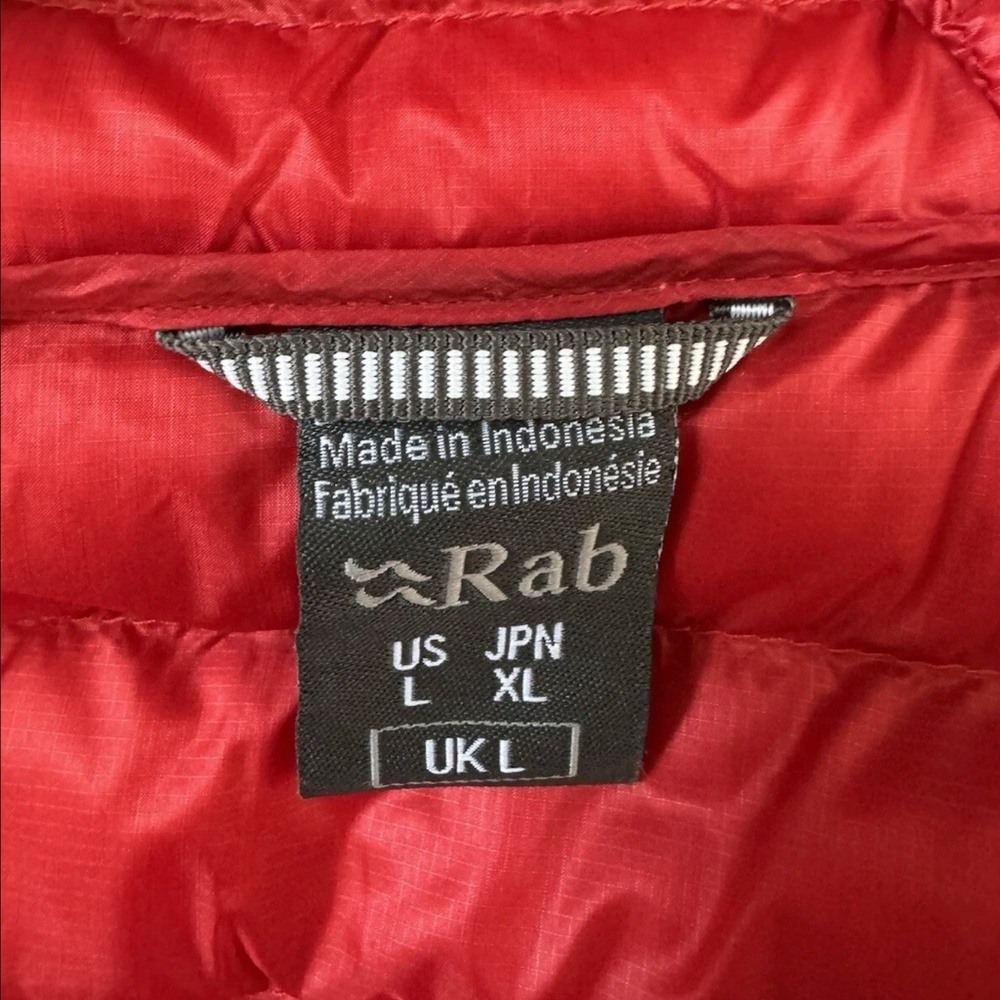 Made in Indonesia
Fabriqué en Indonésie
Rab
US JPN
L XL
UK L